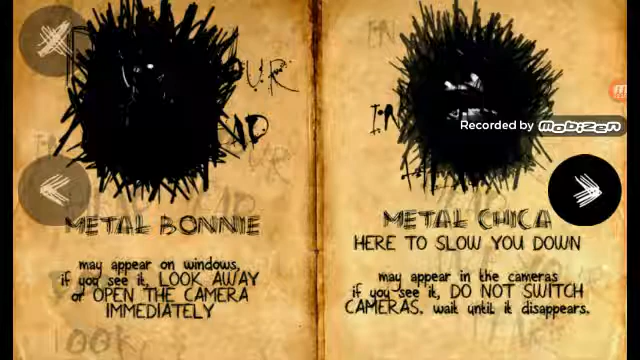 METAL BONNIE
may appear on windows,
if you see it, LOOK AWAY
or OPEN THE CAMERA
IMMEDIATELY
Recorded by mobizen
METAL CHICA
HERE TO SLOW YOU DOWN
may appear in the cameras
if you see it, DO NOT SWITCH
CAMERAS, wait until it disappears.